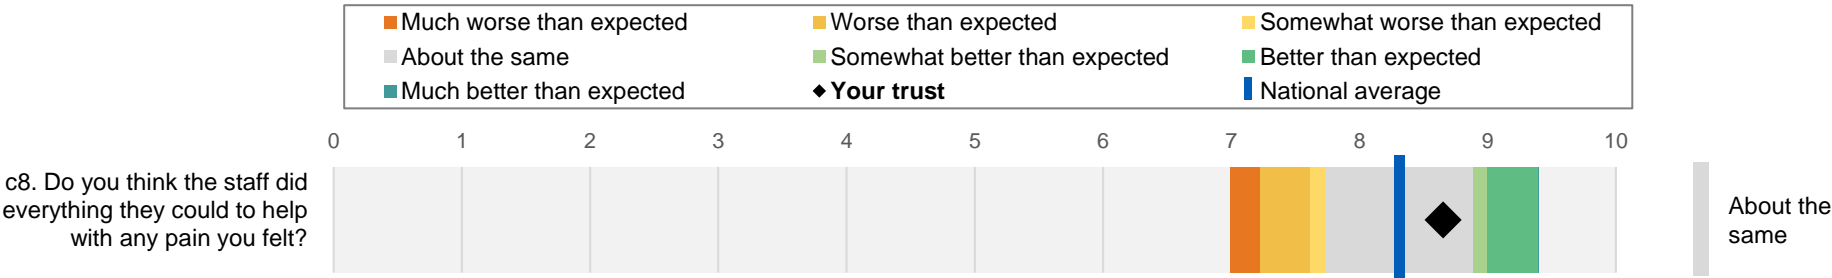 Much worse than expected Worse than expected Somewhat worse than expected
About the same Somewhat better than expected Better than expected
Much better than expected Your trust National average
0 1 2 3 4 5 6 7 8 9 10
c8. Do you think the staff did
everything they could to help
with any pain you felt?
About the
same